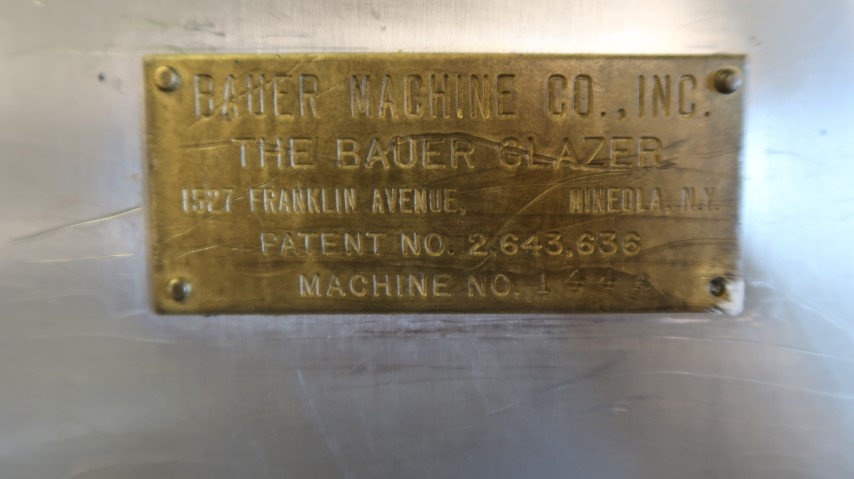 BAUER MACHINE CO., INC.
THE BAUER GLAZER
1527 FRANKLIN AVENUE, MINEOLA, N.Y.
PATENT NO. 2,643,636
MACHINE NO. 144A